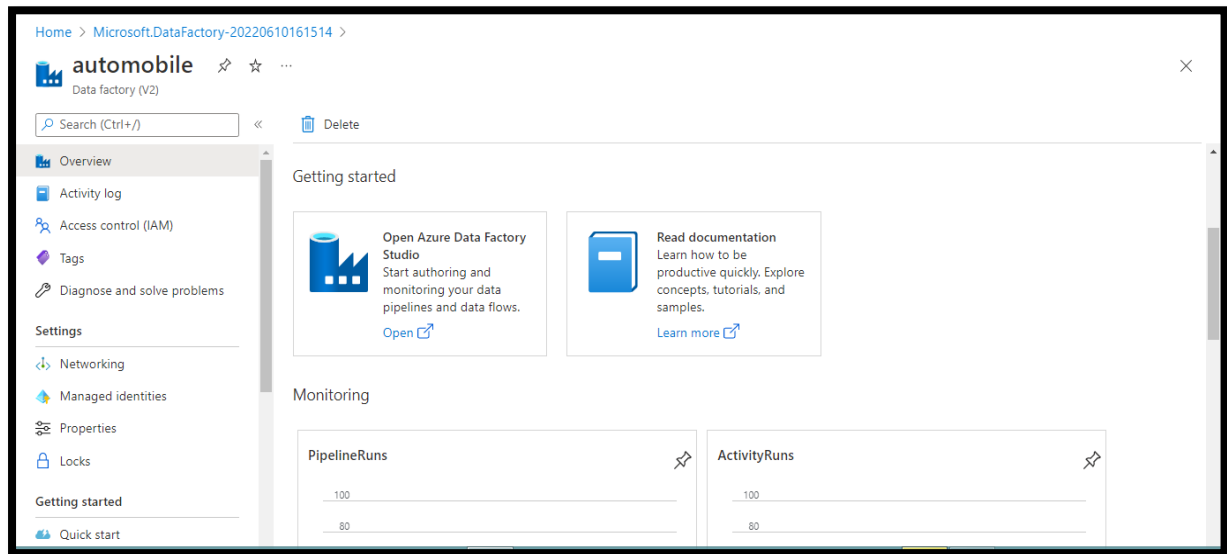 Home > Microsoft.DataFactory-20220610161514 >
automobile
Data factory (V2)
Search (Ctrl+/)
«
Delete
Overview
Activity log
Access control (IAM)
Tags
Diagnose and solve problems
Settings
Networking
Managed identities
Properties
Locks
Getting started
Quick start
Getting started
Open Azure Data Factory
Studio
Start authoring and
monitoring your data
pipelines and data flows.
Open
Read documentation
Learn how to be
productive quickly. Explore
concepts, tutorials, and
samples.
Learn more
Monitoring
PipelineRuns
100
80
ActivityRuns
100
80